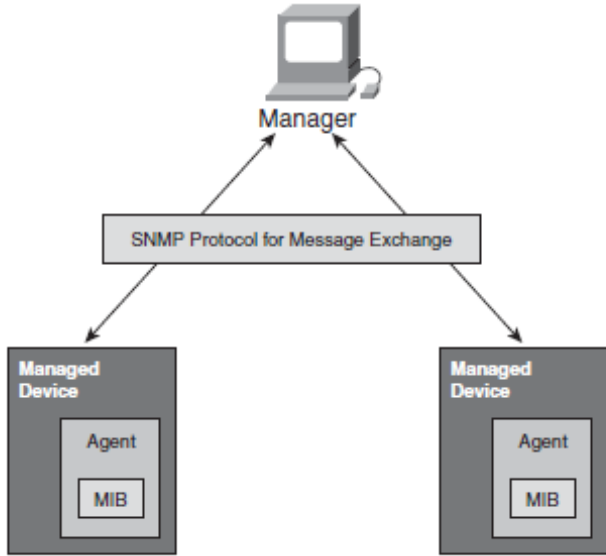 Manager
SNMP Protocol for Message Exchange
Managed
Device
Agent
MIB
Managed
Device
Agent
MIB